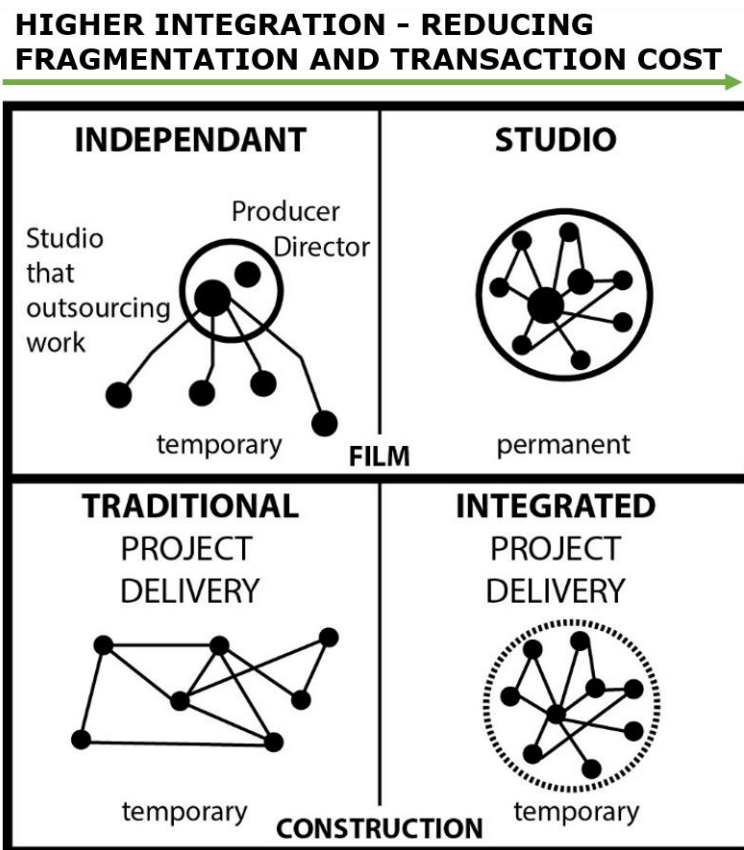 HIGHER INTEGRATION - REDUCING
FRAGMENTATION AND TRANSACTION COST
INDEPENDANT
Producer
Director
Studio
that
outsourcing
work
temporary
STUDIO
permanent
FILM
TRADITIONAL
PROJECT
DELIVERY
temporary
INTEGRATED
PROJECT
DELIVERY
temporary
CONSTRUCTION